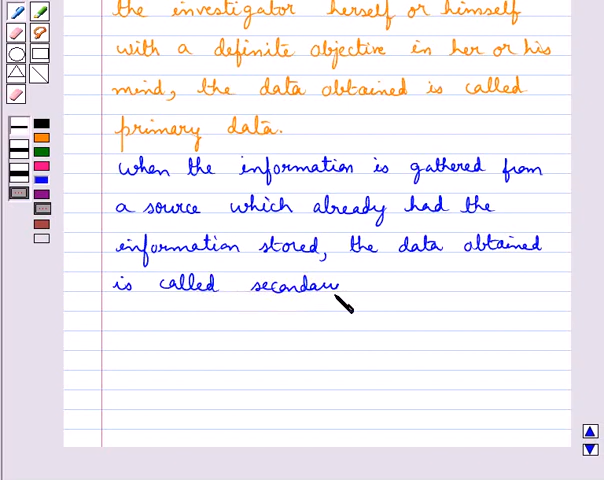 the investigator herself or himself
with a definite objective in her or his
mind, the data obtained is called
primary data.
when the information is gathered from
a source which already had the
information stored, the data obtained
is called secondar